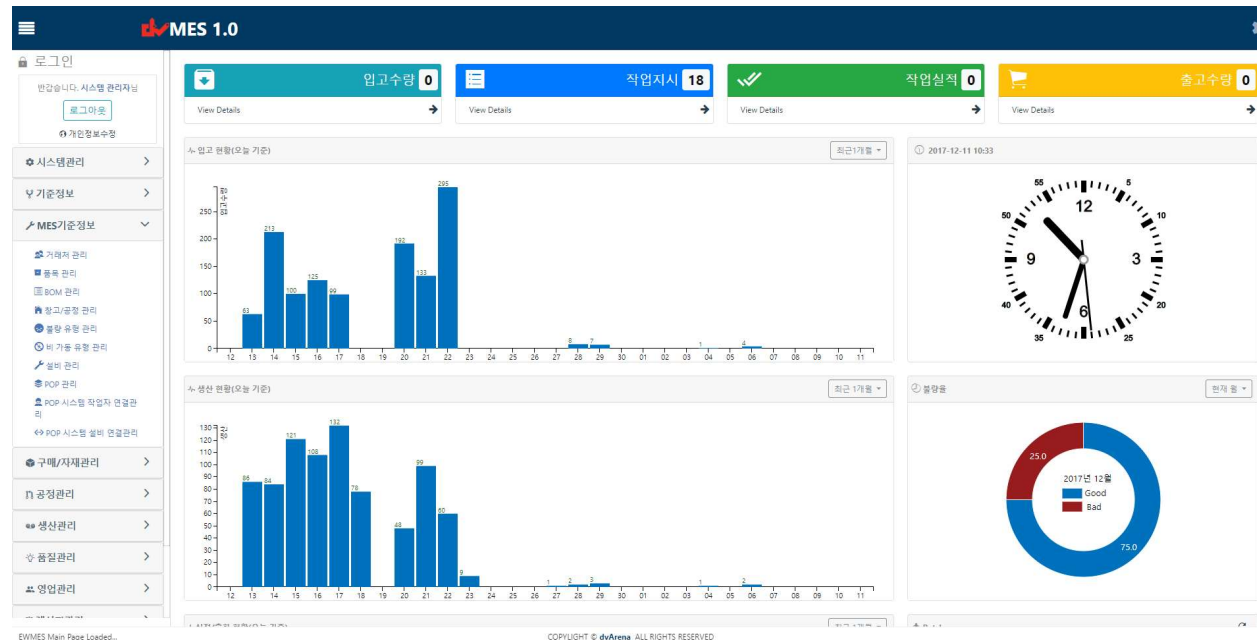 dv MES 1.0
로그인
반갑습니다. 시스템 관리자님
로그아웃
개인정보수정
시스템관리
기준정보
MES기준정보
거래처 관리
품목 관리
BOM 관리
창고/공정 관리
불량 유형 관리
비 가동 유형 관리
설비 관리
POP 관리
POP 시스템 작업자 연결관
리
POP 시스템 설비 연결관리
구매/자재관리
공정관리
생산관리
품질관리
영업관리
입고수량 0
View Details
작업지시 18
View Details
작업실적 0
View Details
출고수량 0
View Details
입고 현황(오늘 기준)
최근1개월
입고수량
250
200
150
100
50
0
63
213
100
125
99
192
133
295
8
7
1
4
12 13 14 15 16 17 18 19 20 21 22 23 24 25 26 27 28 29 30 01 02 03 04 05 06 07 08 09 10 11
2017-12-11 10:33
55
5
50
12
10
9
3
40
6
20
35
25
생산 현황(오늘 기준)
최근 1개월
생산
130
120
110
100
90
80
70
60
50
40
30
20
10
0
86
84
121
108
132
78
48
99
60
9
1
2
3
1
2
12 13 14 15 16 17 18 19 20 21 22 23 24 25 26 27 28 29 30 01 02 03 04 05 06 07 08 09 10 11
불량율
현재 월
25.0
2017년 12월
Good
Bad
75.0
EWMES Main Page Loaded...
COPYLIGHT © dvArena ALL RIGHTS RESERVED